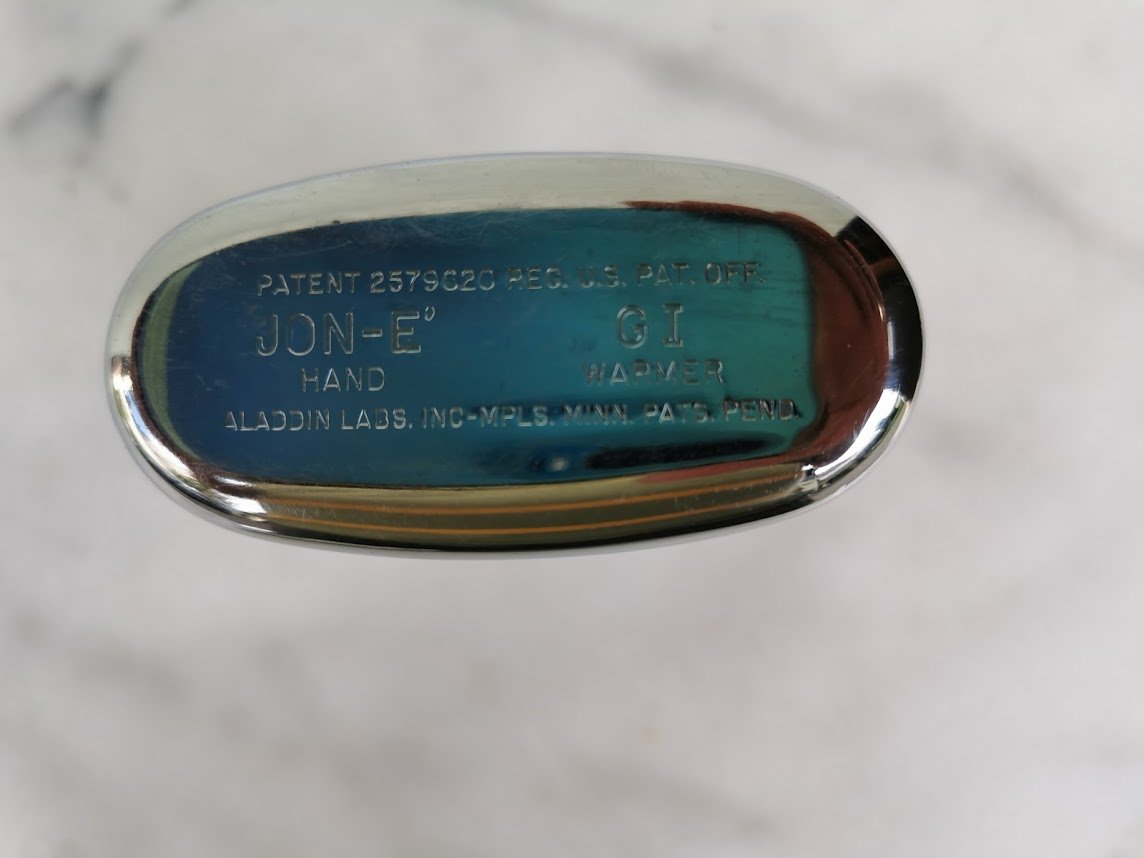 PATENT 2579620 REG. U.S. PAT. OFF.
JON-E' GI
HAND WARMER
ALADDIN LABS. INC-MPLS. MINN. PATS. PEND.